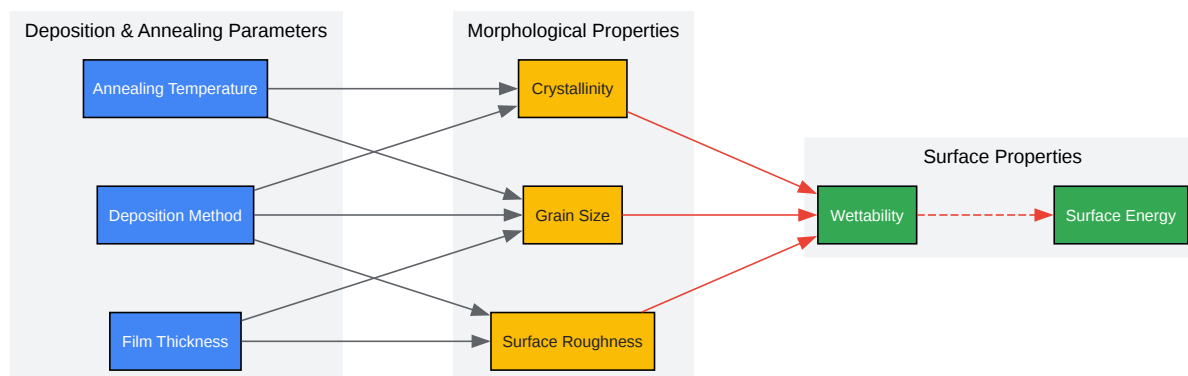 Deposition & Annealing Parameters
Annealing Temperature
Deposition Method
Film Thickness
Morphological Properties
Crystallinity
Grain Size
Surface Roughness
Surface Properties
Wettability
Surface Energy